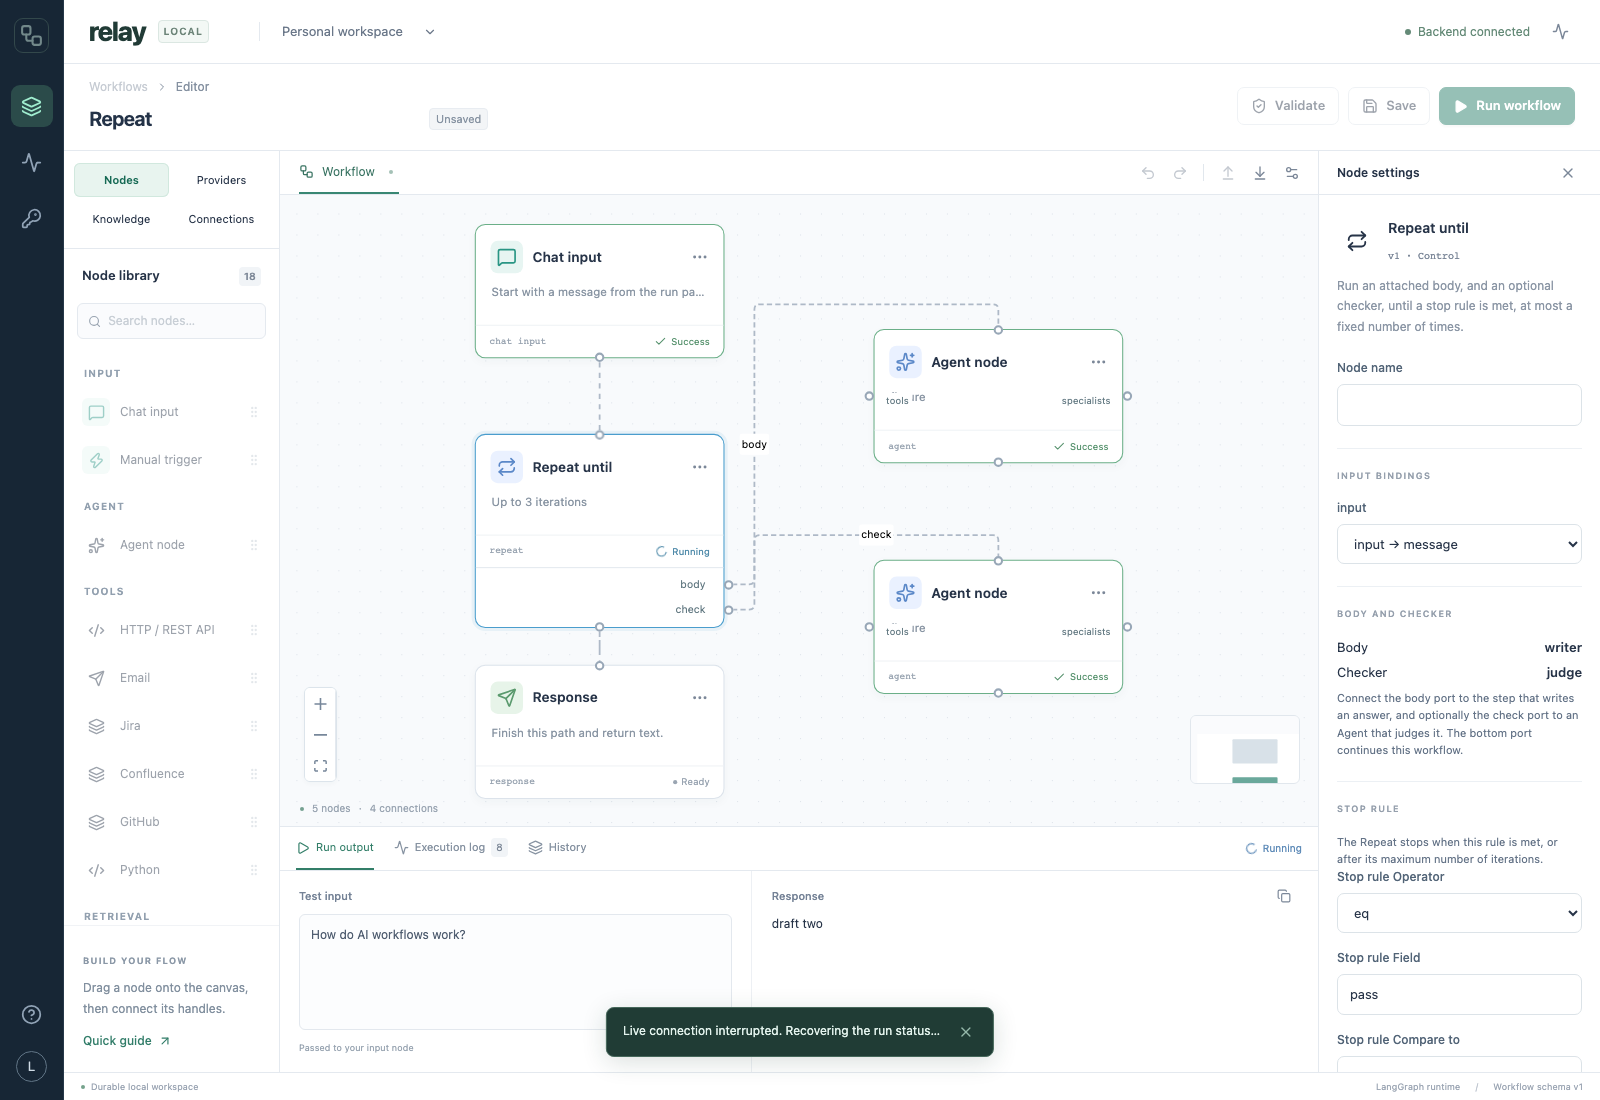 relay
LOCAL
Personal workspace
Backend connected
Workflows > Editor
Repeat
Unsaved
Validate
Save
Run workflow
Nodes
Providers
Knowledge
Connections
Node library
18
Search nodes...
INPUT
Chat input
Manual trigger
AGENT
Agent node
TOOLS
HTTP / REST API
Email
Jira
Confluence
GitHub
Python
RETRIEVAL
BUILD YOUR FLOW
Drag a node onto the canvas,
then connect its handles.
Quick guide
L
Workflow
Chat input
Start with a message from the run pa...
chat input
Success
Repeat until
Up to 3 iterations
repeat
Running
body
check
Response
Finish this path and return text.
response
Ready
body
check
Agent node
tools
specialists
agent
Success
Agent node
tools
specialists
agent
Success
5 nodes · 4 connections
Run output
Execution log
8
History
Running
Test input
How do AI workflows work?
Passed to your input node
Response
draft two
Live connection interrupted. Recovering the run status...
Node settings
Repeat until
v1 · Control
Run an attached body, and an optional
checker, until a stop rule is met, at most a
fixed number of times.
Node name
INPUT BINDINGS
input
input → message
BODY AND CHECKER
Body
writer
Checker
judge
Connect the body port to the step that writes
an answer, and optionally the check port to an
Agent that judges it. The bottom port
continues this workflow.
STOP RULE
The Repeat stops when this rule is met, or
after its maximum number of iterations.
Stop rule Operator
eq
Stop rule Field
pass
Stop rule Compare to
Durable local workspace
LangGraph runtime / Workflow schema v1